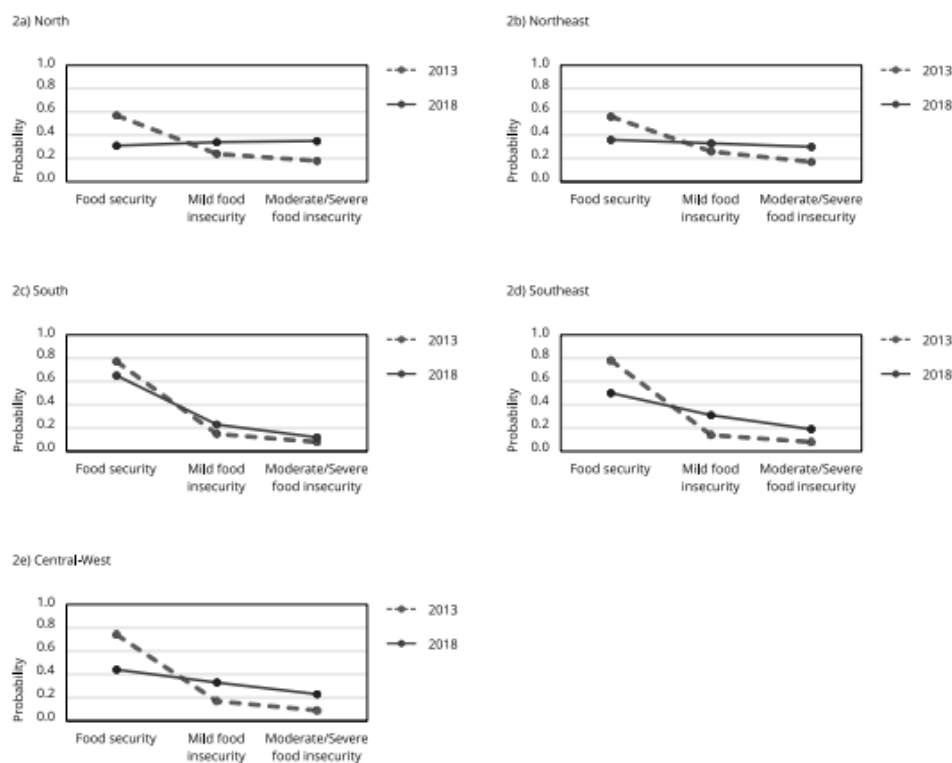 2a) North
1.0
0.8
0.6
0.4
0.2
0.0
Probability
Food security
Mild food
insecurity
Moderate/Severe
food insecurity
2013
2018
2b) Northeast
1.0
0.8
0.6
0.4
0.2
0.0
Probability
Food security
Mild food
insecurity
Moderate/Severe
food insecurity
2013
2018
2c) South
1.0
0.8
0.6
0.4
0.2
0.0
Probability
Food security
Mild food
insecurity
Moderate/Severe
food insecurity
2013
2018
2d) Southeast
1.0
0.8
0.6
0.4
0.2
0.0
Probability
Food security
Mild food
insecurity
Moderate/Severe
food insecurity
2013
2018
2e) Central-West
1.0
0.8
0.6
0.4
0.2
0.0
Probability
Food security
Mild food
insecurity
Moderate/Severe
food insecurity
2013
2018